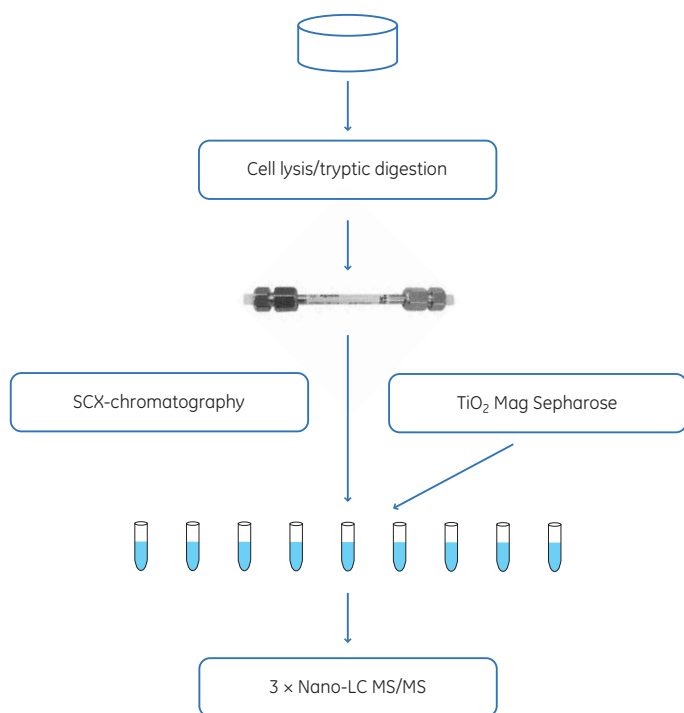 Cell lysis/tryptic digestion
SCX-chromatography
TiO₂ Mag Sepharose
3 × Nano-LC MS/MS